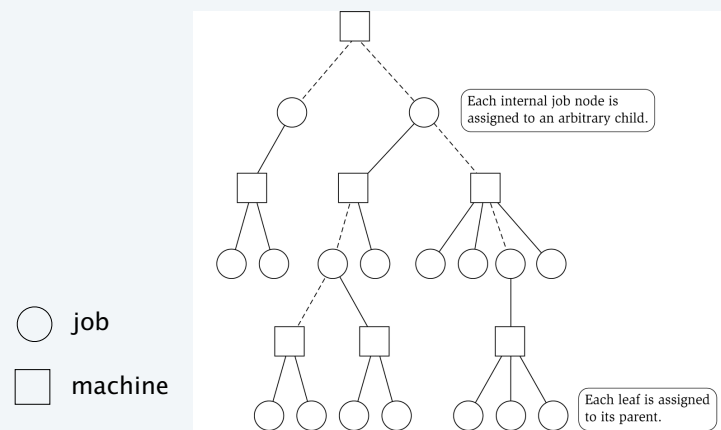 Each internal job node is
assigned to an arbitrary child.
job
machine
Each leaf is assigned
to its parent.